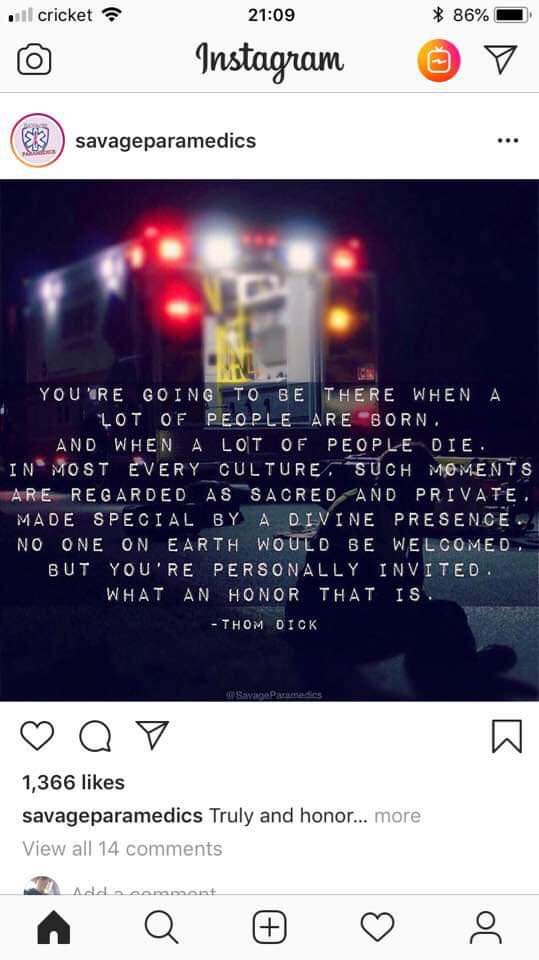 cricket
21:09
86%
Instagram
savageparamedics
YOU'RE GOING TO BE THERE WHEN A
LOT OF PEOPLE ARE BORN,
AND WHEN A LOT OF PEOPLE DIE.
IN MOST EVERY CULTURE, SUCH MOMENTS
ARE REGARDED AS SACRED AND PRIVATE,
MADE SPECIAL BY A DIVINE PRESENCE.
NO ONE ON EARTH WOULD BE WELCOMED,
BUT YOU'RE PERSONALLY INVITED.
WHAT AN HONOR THAT IS.
-THOM DICK
@SavageParamedics
1,366 likes
savageparamedics Truly and honor... more
View all 14 comments
Add a comment